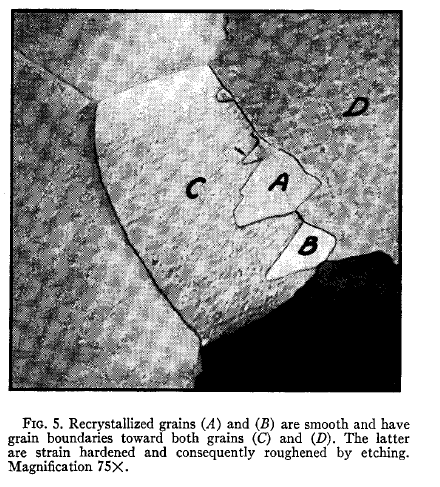 D
A
C
B
FIG. 5. Recrystallized grains (A) and (B) are smooth and have
grain boundaries toward both grains (C) and (D). The latter
are strain hardened and consequently roughened by etching.
Magnification 75×.